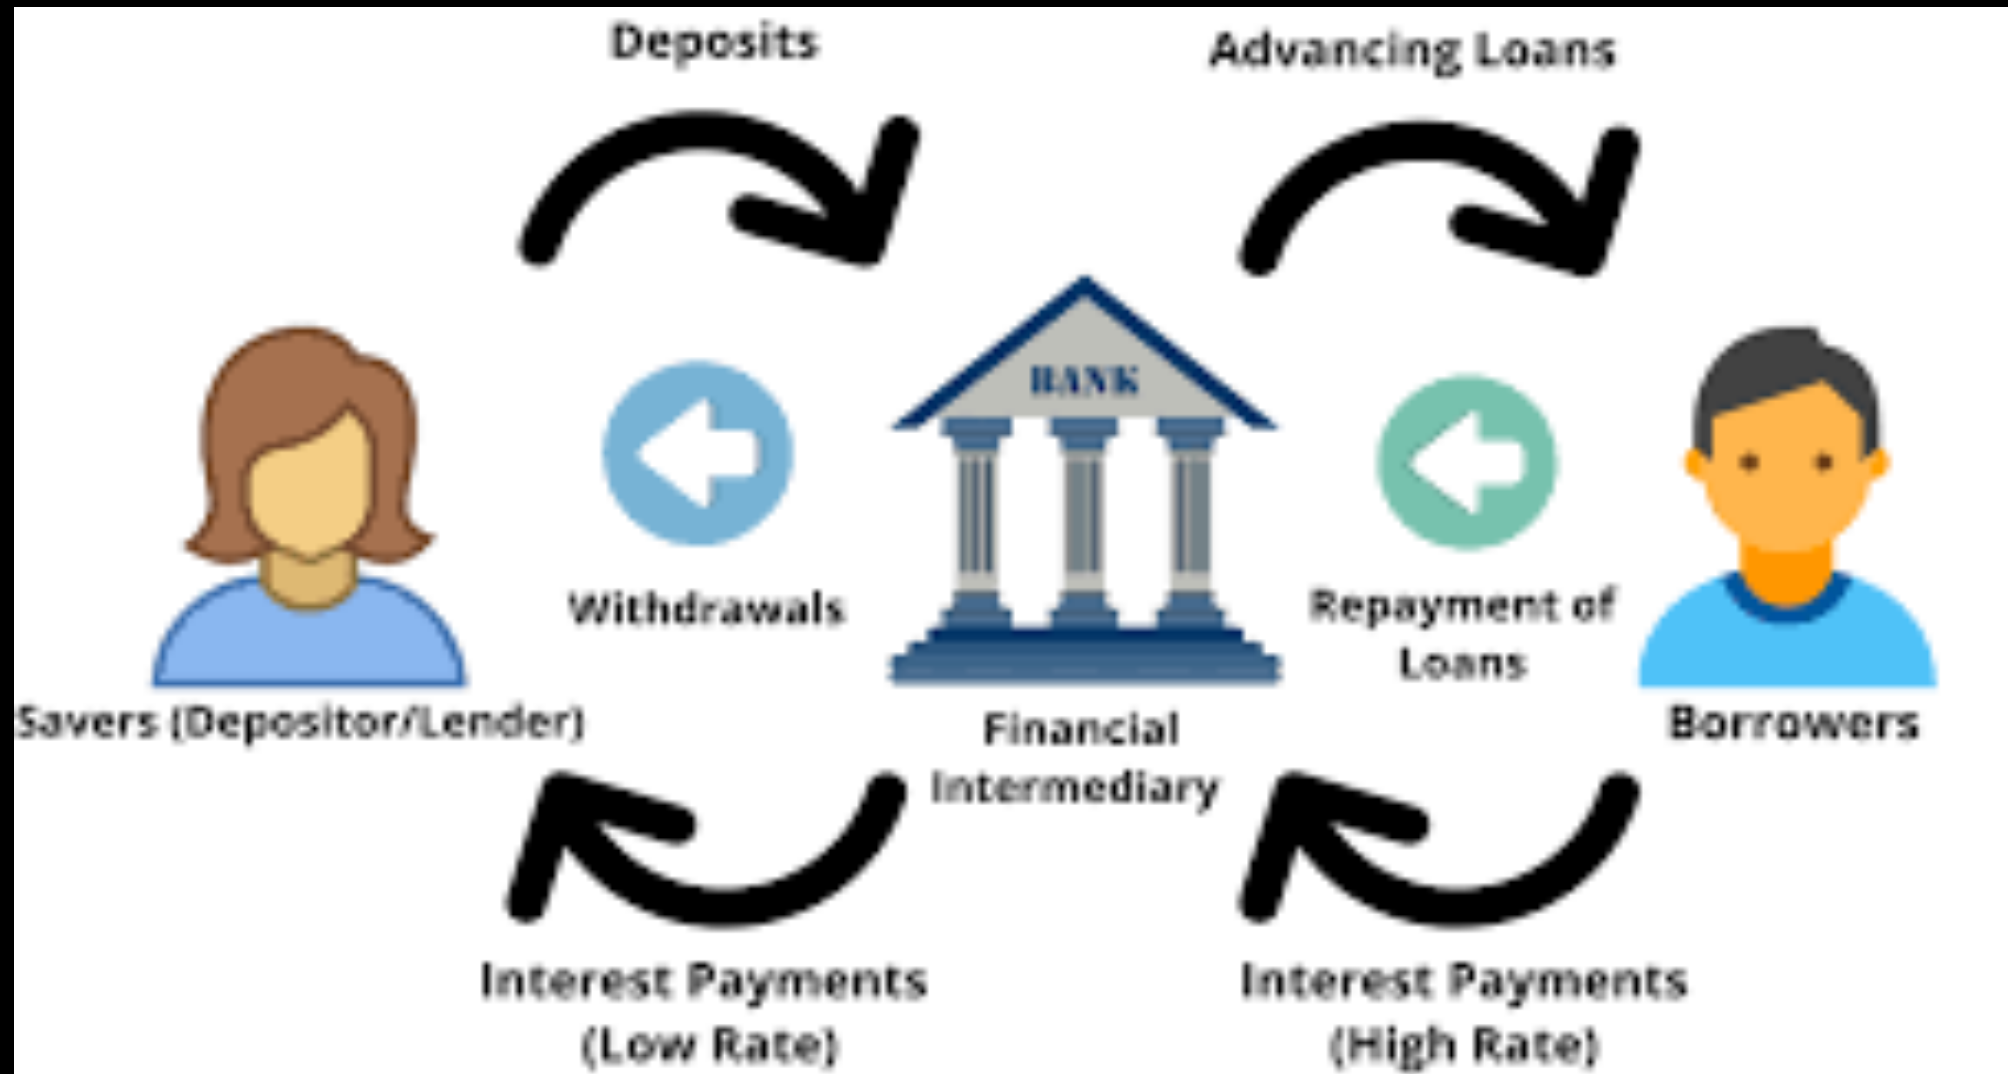 Deposits
Advancing Loans
BANK
Withdrawals
Repayment of
Loans
Savers (Depositor/Lender)
Financial
Intermediary
Borrowers
Interest Payments
(Low Rate)
Interest Payments
(High Rate)